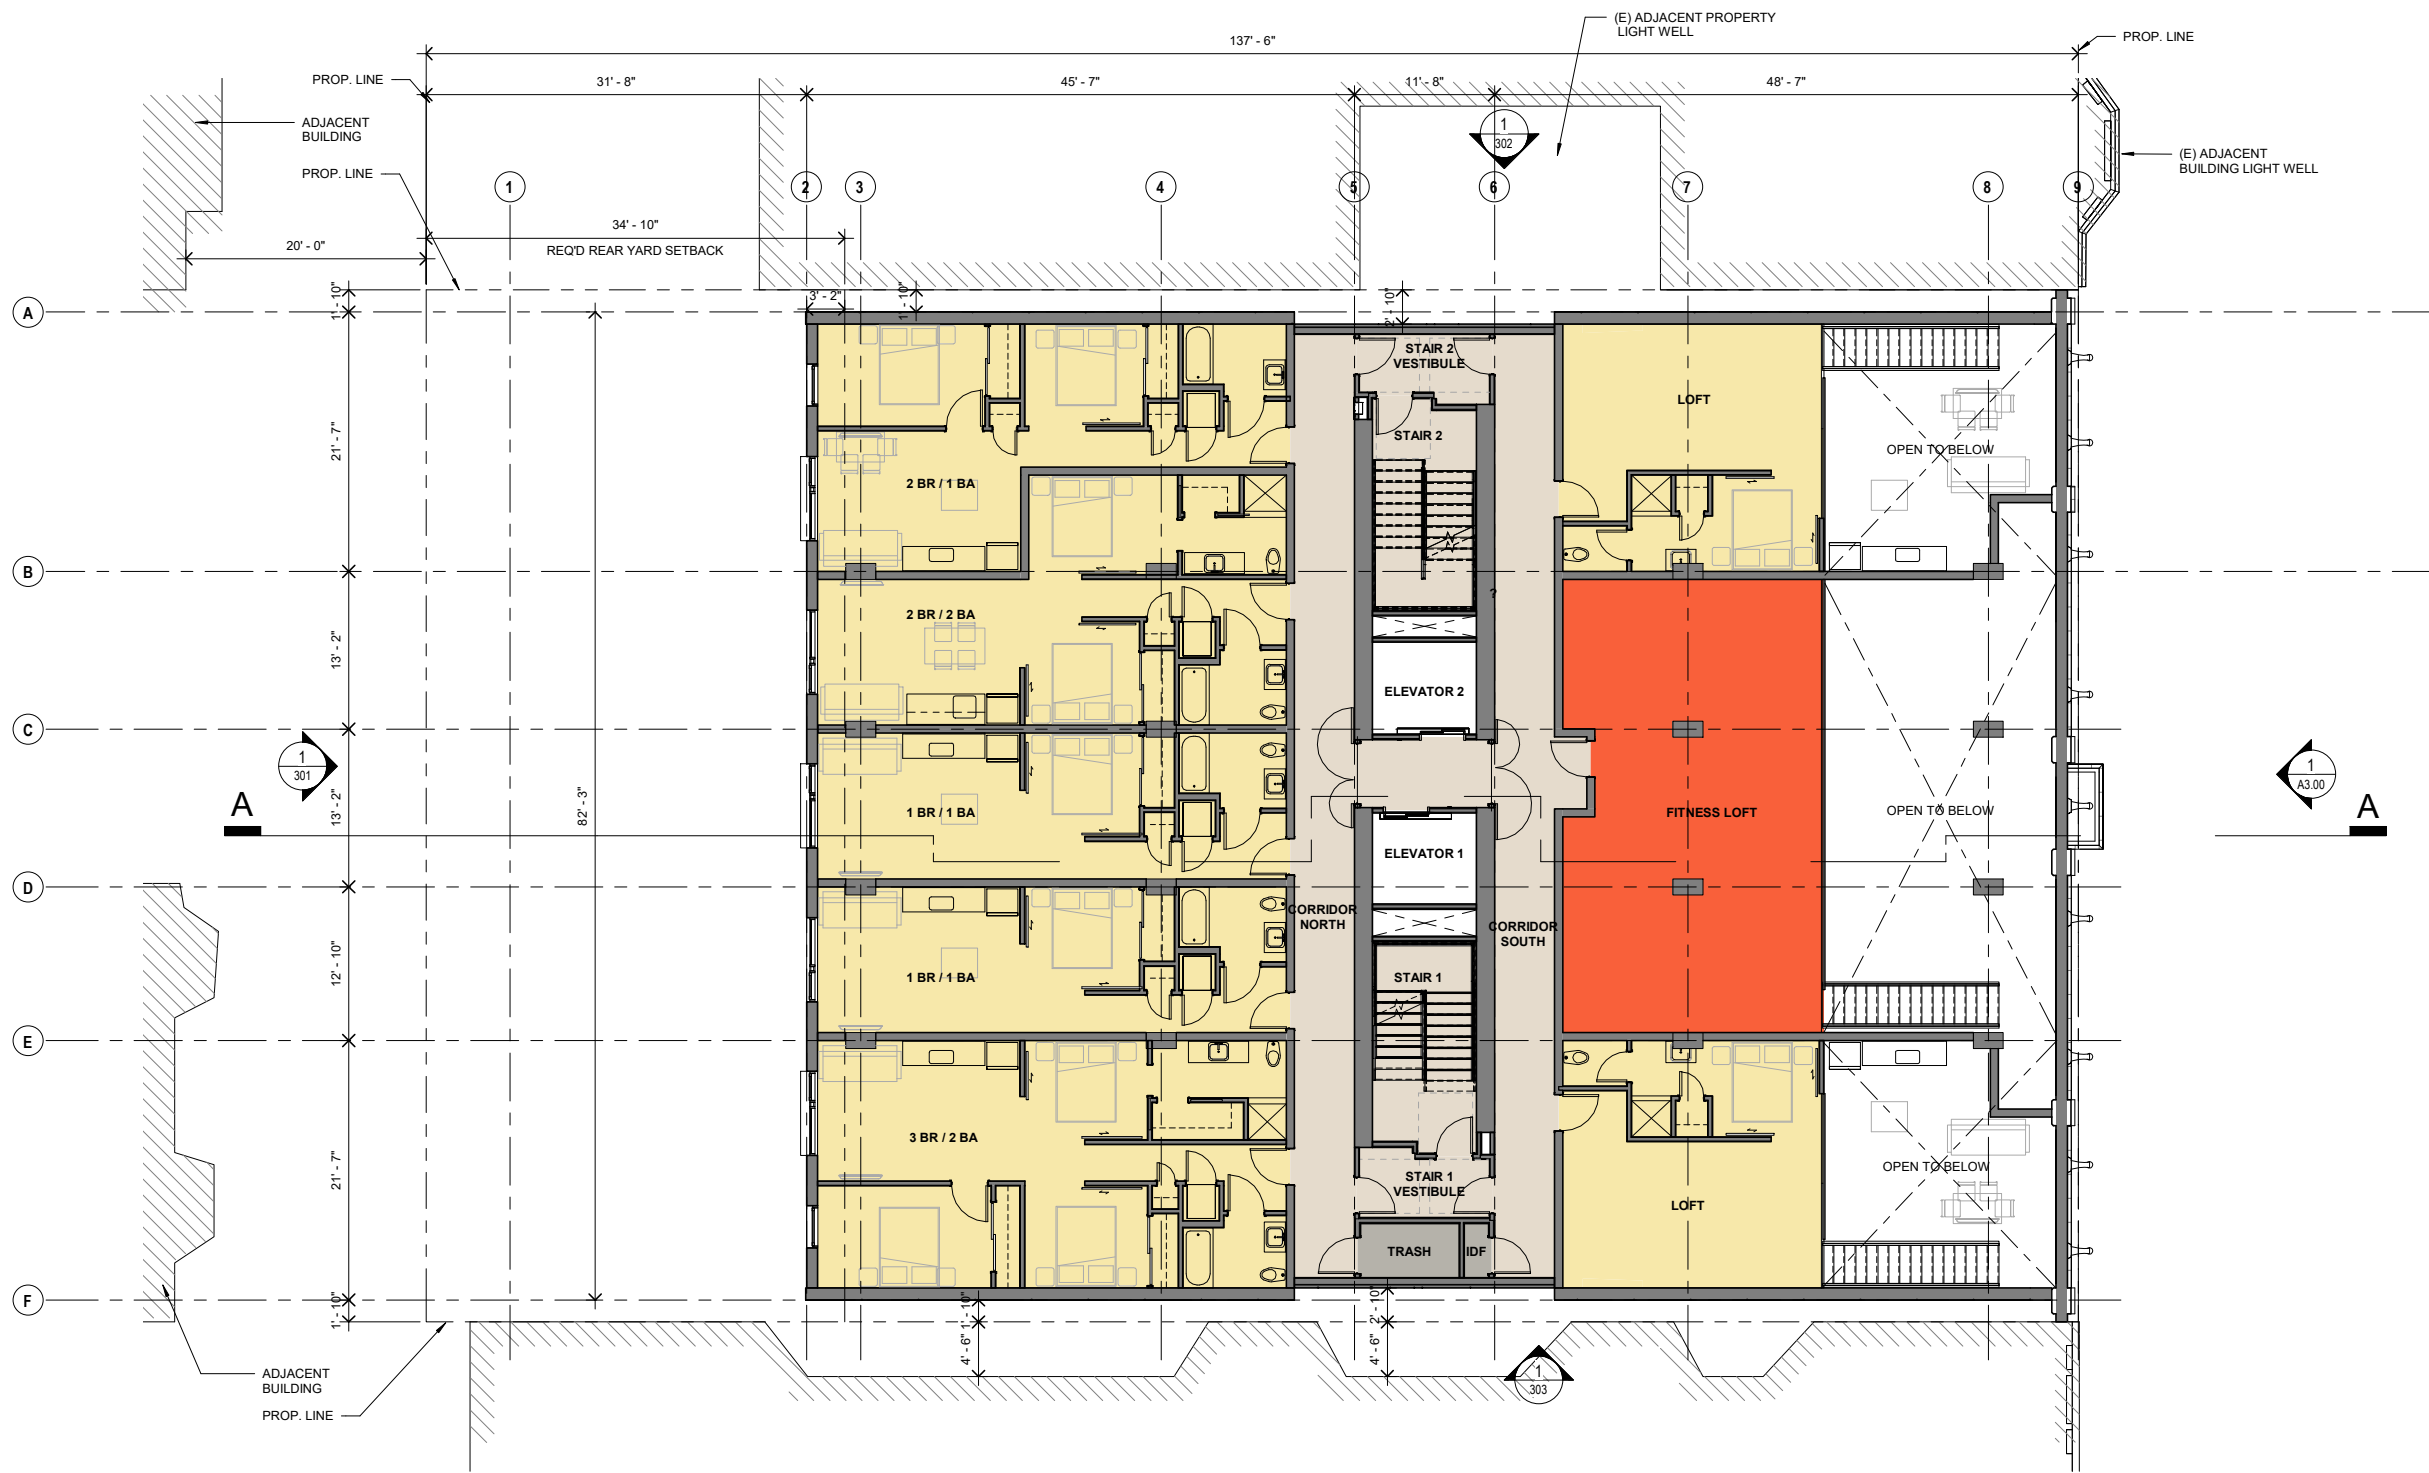 (E) ADJACENT PROPERTY
LIGHT WELL
PROP. LINE
137' - 6"
PROP. LINE
31' - 8"
45' - 7"
11' - 8"
48' - 7"
ADJACENT
BUILDING
1
302
(E) ADJACENT
BUILDING LIGHT WELL
PROP. LINE
1
2
3
4
5
6
7
8
9
34' - 10"
REQ'D REAR YARD SETBACK
20' - 0"
1' - 10"
3' - 2"
1' - 10"
2' - 10"
A
STAIR 2
VESTIBULE
LOFT
21' - 7"
STAIR 2
OPEN TO BELOW
2 BR / 1 BA
B
?
2 BR / 2 BA
13' - 2"
ELEVATOR 2
C
1
301
1
A3.00
A
13' - 2"
82' - 3"
1 BR / 1 BA
FITNESS LOFT
OPEN TO BELOW
A
ELEVATOR 1
D
CORRIDOR
NORTH
CORRIDOR
SOUTH
12' - 10"
1 BR / 1 BA
STAIR 1
E
3 BR / 2 BA
21' - 7"
OPEN TO BELOW
STAIR 1
VESTIBULE
LOFT
TRASH
IDF
F
1' - 10"
1' - 10"
2' - 10"
4' - 6"
4' - 6"
ADJACENT
BUILDING
1
303
PROP. LINE